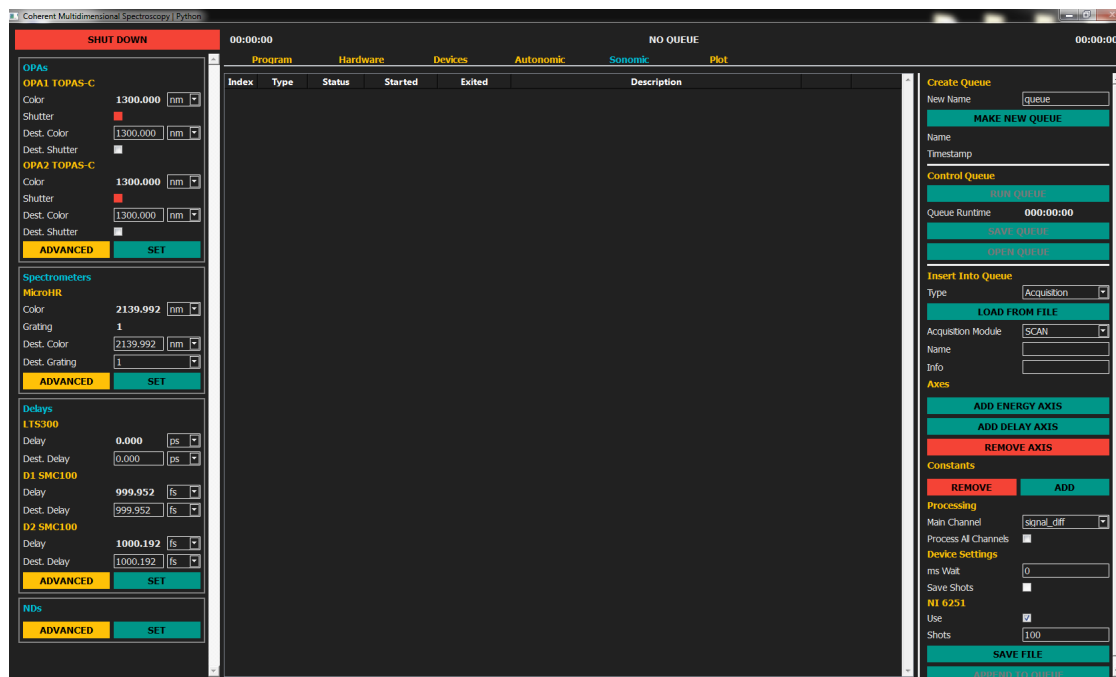 Coherent Multidimensional Spectroscopy | Python
SHUT DOWN
00:00:00
NO QUEUE
00:00:00
Program
Hardware
Devices
Autonomic
Sonomic
Plot
OPAs
OPA1 TOPAS-C
Color 1300.000 nm
Shutter
Dest. Color 1300.000 nm
Dest. Shutter
OPA2 TOPAS-C
Color 1300.000 nm
Shutter
Dest. Color 1300.000 nm
Dest. Shutter
ADVANCED SET
Spectrometers
MicroHR
Color 2139.992 nm
Grating 1
Dest. Color 2139.992 nm
Dest. Grating 1
ADVANCED SET
Delays
LTS300
Delay 0.000 ps
Dest. Delay 0.000 ps
D1 SMC100
Delay 999.952 fs
Dest. Delay 999.952 fs
D2 SMC100
Delay 1000.192 fs
Dest. Delay 1000.192 fs
ADVANCED SET
NDs
ADVANCED SET
Index Type Status Started Exited Description
Create Queue
New Name queue
MAKE NEW QUEUE
Name
Timestamp
Control Queue
RUN QUEUE
Queue Runtime 000:00:00
SAVE QUEUE
OPEN QUEUE
Insert Into Queue
Type Acquisition
LOAD FROM FILE
Acquisition Module SCAN
Name
Info
Axes
ADD ENERGY AXIS
ADD DELAY AXIS
REMOVE AXIS
Constants
REMOVE ADD
Processing
Main Channel signal_diff
Process All Channels
Device Settings
ms Wait 0
Save Shots
NI 6251
Use
Shots 100
SAVE FILE
APPEND TO QUEUE